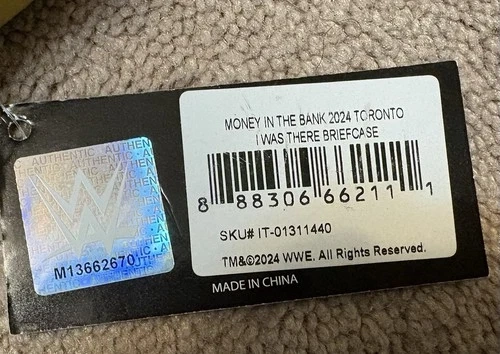 MONEY IN THE BANK 2024 TORONTO
I WAS THERE BRIEFCASE
8 88306 66211 1
SKU# IT-01311440
TM&©2024 WWE. All Rights Reserved.
MADE IN CHINA
AUTHENTIC
M13662670